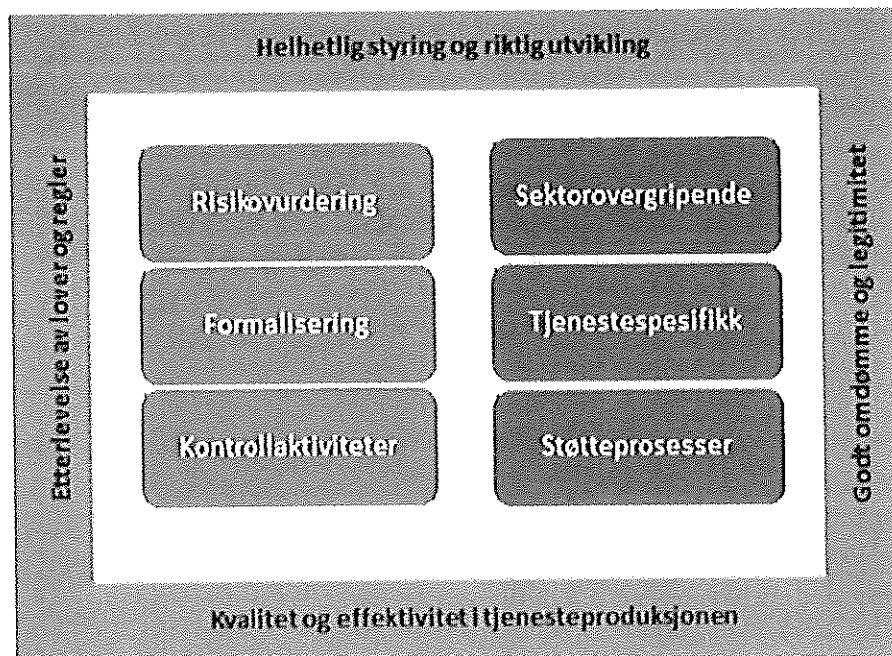 Helhetlig styring og riktig utvikling
Etterlevelse av lover og regler
Risikovurdering
Sektorovergripende
Formalisering
Tjenestespesifikk
Kontrollaktiviteter
Støtteprosesser
Godt omdømme og legitimitet
Kvalitet og effektivitet i tjenesteproduksjonen